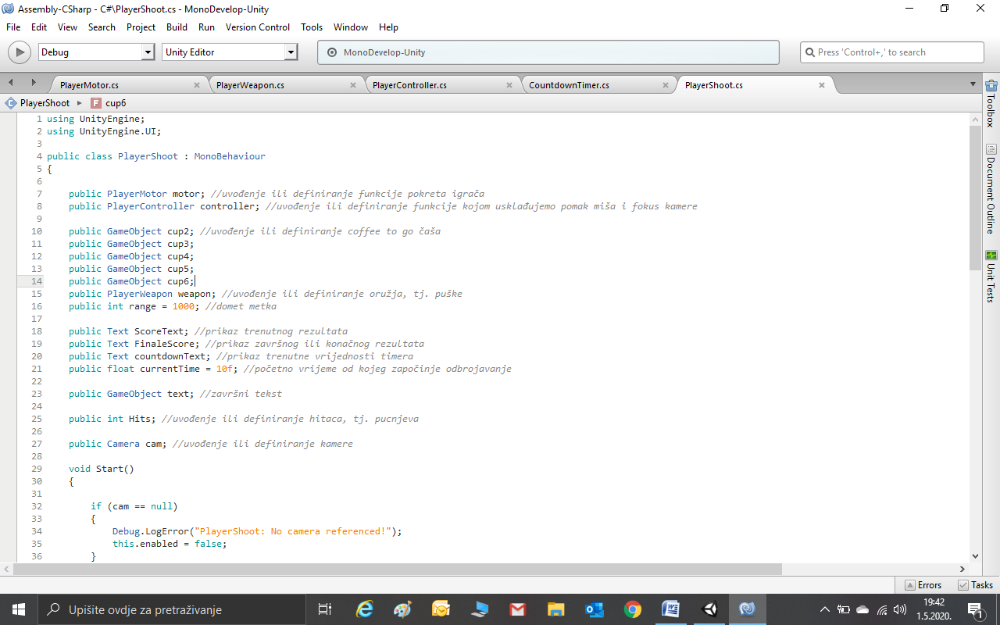 Assembly-CSharp - C#\PlayerShoot.cs - MonoDevelop-Unity
File Edit View Search Project Build Run Version Control Tools Window Help
Debug Unity Editor MonoDevelop-Unity Press 'Control+,' to search
PlayerMotor.cs PlayerWeapon.cs PlayerController.cs CountdownTimer.cs PlayerShoot.cs
PlayerShoot cup6
1 using UnityEngine;
2 using UnityEngine.UI;
3
4 public class PlayerShoot : MonoBehaviour
5 {
6
7 public PlayerMotor motor; //uvođenje ili definiranje funkcije pokreta igrača
8 public PlayerController controller; //uvođenje ili definiranje funkcije kojom usklađujemo pomak miša i fokus kamere
9
10 public GameObject cup2; //uvođenje ili definiranje coffee to go čaša
11 public GameObject cup3;
12 public GameObject cup4;
13 public GameObject cup5;
14 public GameObject cup6;
15 public PlayerWeapon weapon; //uvođenje ili definiranje oružja, tj. puške
16 public int range = 1000; //domet metka
17
18 public Text ScoreText; //prikaz trenutnog rezultata
19 public Text FinaleScore; //prikaz završnog ili konačnog rezultata
20 public Text countdownText; //prikaz trenutne vrijednosti timera
21 public float currentTime = 10f; //početno vrijeme od kojeg započinje odbrojavanje
22
23 public GameObject text; //završni tekst
24
25 public int Hits; //uvođenje ili definiranje hitaca, tj. pucnjeva
26
27 public Camera cam; //uvođenje ili definiranje kamere
28
29 void Start()
30 {
31
32 if (cam == null)
33 {
34 Debug.LogError("PlayerShoot: No camera referenced!");
35 this.enabled = false;
36 }
Toolbox
Document Outline
Unit Tests
Errors Tasks
Upišite ovdje za pretraživanje
19:42
1.5.2020.
1